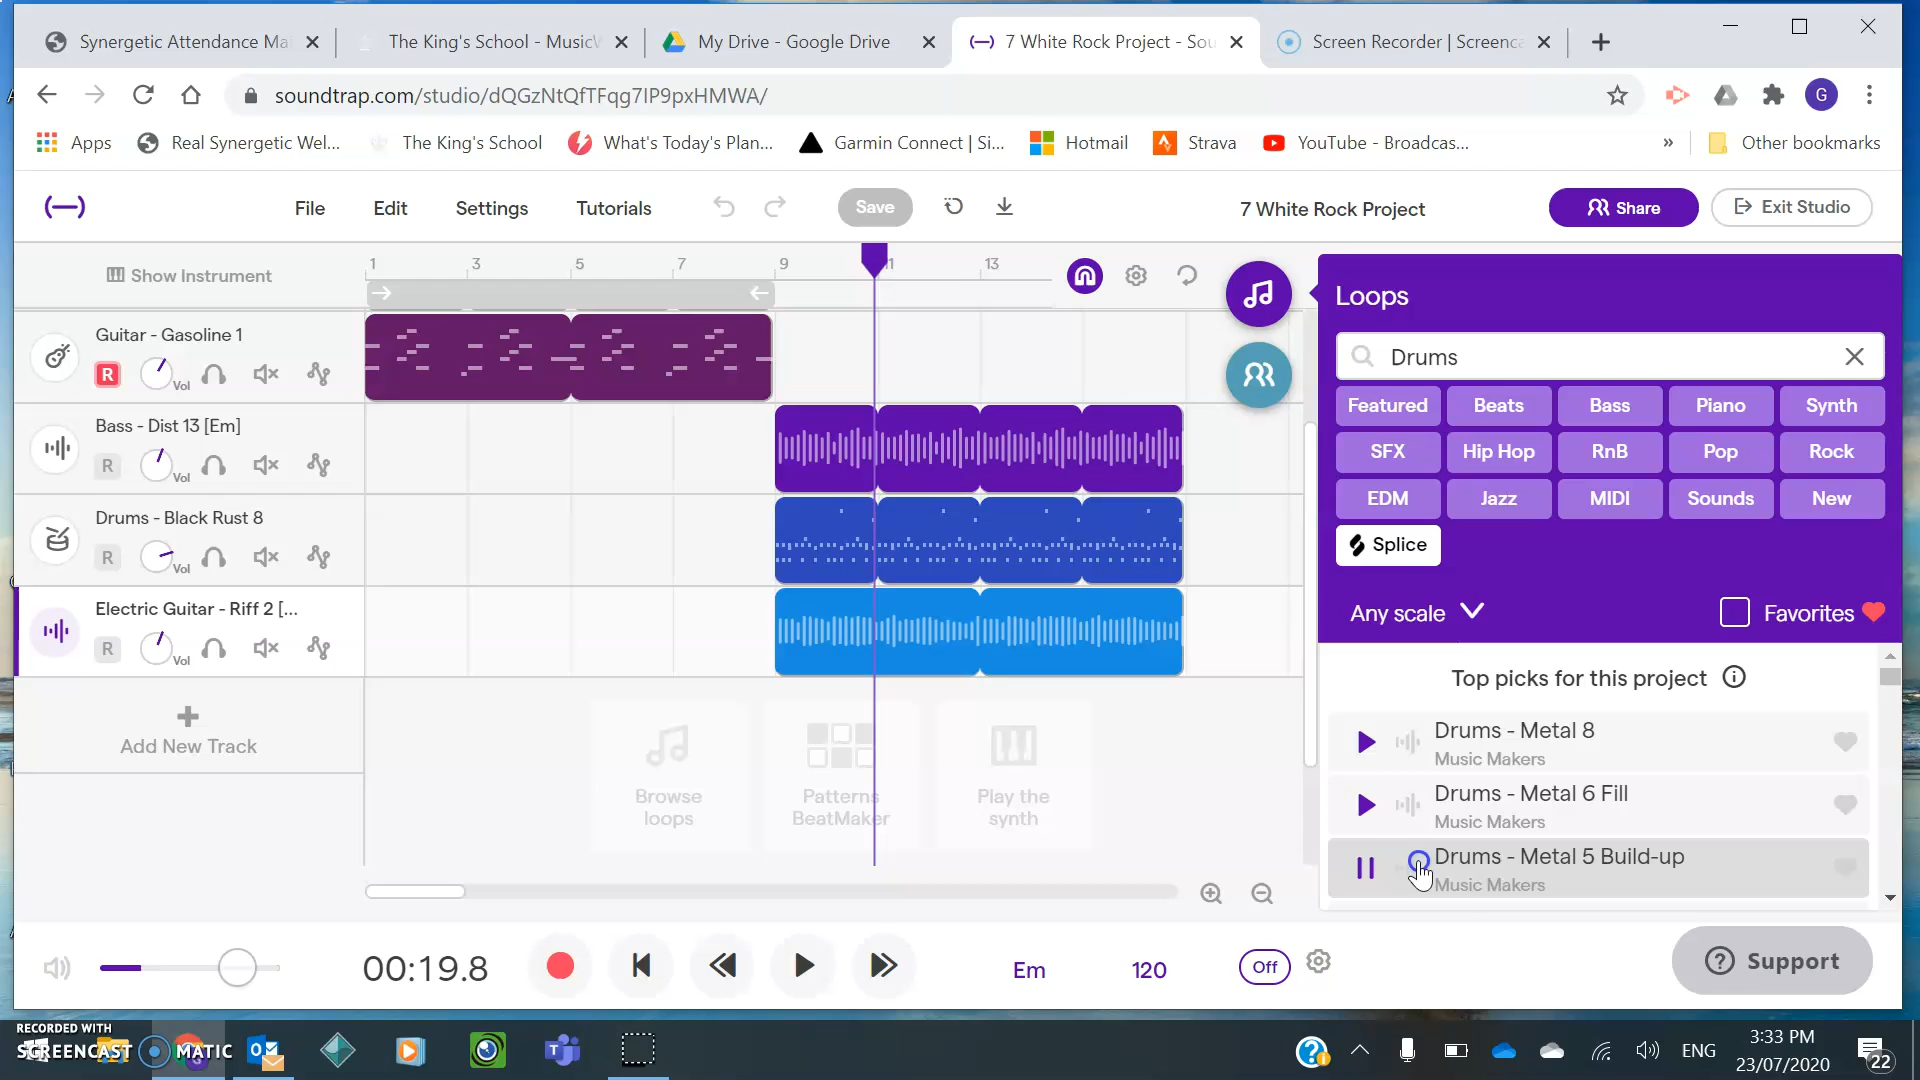 Synergetic Attendance Ma
The King's School - MusicW
My Drive - Google Drive
7 White Rock Project - Sou
Screen Recorder | Screenca
soundtrap.com/studio/dQGzNtQfTFqg7IP9pxHMWA/
G
Apps
Real Synergetic Wel...
The King's School
What's Today's Plan...
Garmin Connect | Si...
Hotmail
Strava
YouTube - Broadcas...
»
Other bookmarks
File
Edit
Settings
Tutorials
Save
7 White Rock Project
Share
Exit Studio
Show Instrument
1 3 5 7 9 11 13
Guitar - Gasoline 1
R
Vol
Bass - Dist 13 [Em]
R
Vol
Drums - Black Rust 8
R
Vol
Electric Guitar - Riff 2 [...
R
Vol
Add New Track
Browse
loops
Patterns
BeatMaker
Play the
synth
Loops
Drums
Featured Beats Bass Piano Synth
SFX Hip Hop RnB Pop Rock
EDM Jazz MIDI Sounds New
Splice
Any scale
Favorites
Top picks for this project
Drums - Metal 8
Music Makers
Drums - Metal 6 Fill
Music Makers
Drums - Metal 5 Build-up
Music Makers
00:19.8
Em
120
Off
Support
RECORDED WITH
SCREENCAST MATIC
ENG
3:33 PM
23/07/2020
22